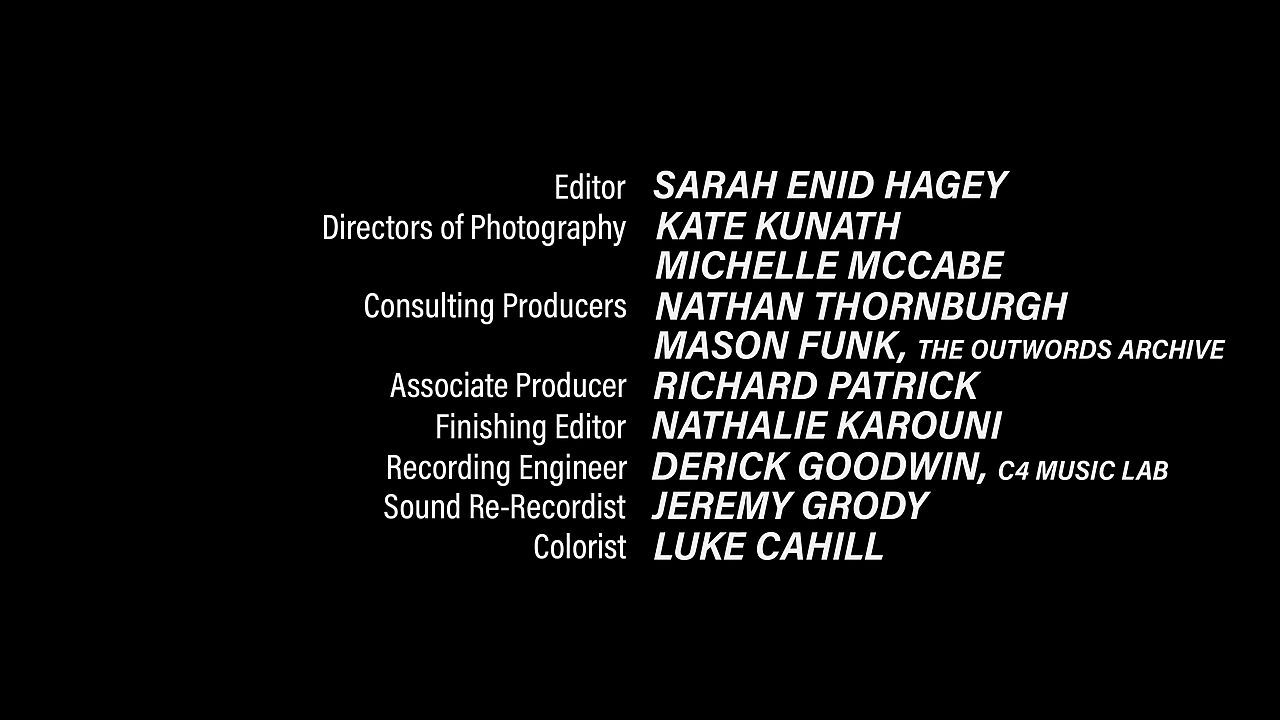 Editor SARAH ENID HAGEY
Directors of Photography KATE KUNATH
MICHELLE MCCABE
Consulting Producers NATHAN THORNBURGH
MASON FUNK, THE OUTWORDS ARCHIVE
Associate Producer RICHARD PATRICK
Finishing Editor NATHALIE KAROUNI
Recording Engineer DERICK GOODWIN, C4 MUSIC LAB
Sound Re-Recordist JEREMY GRODY
Colorist LUKE CAHILL